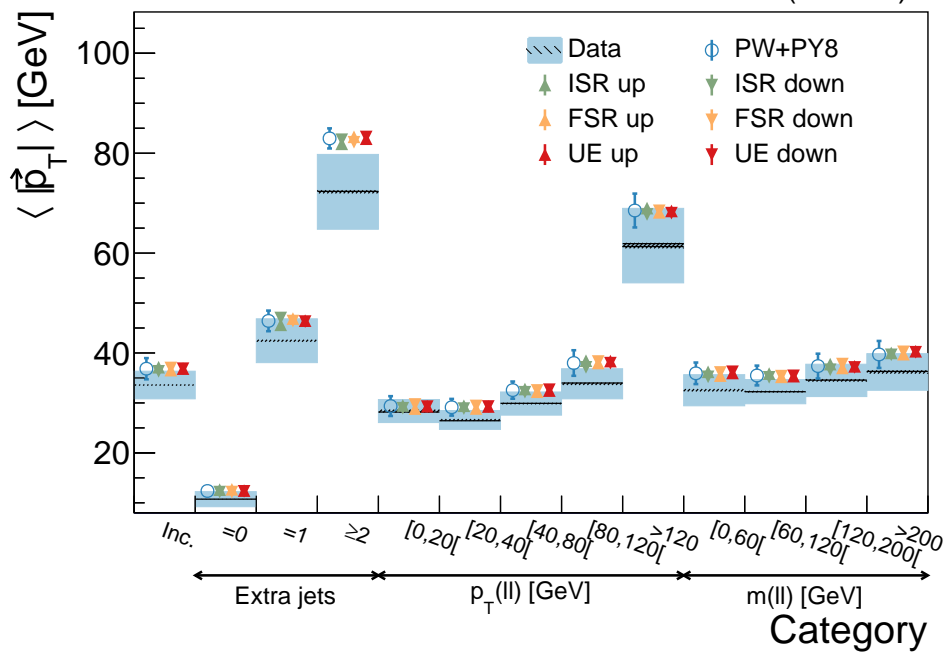 ⟨ |p⃗_T| ⟩ [GeV]
100
80
60
40
20
Data
PW+PY8
ISR up
ISR down
FSR up
FSR down
UE up
UE down
Inc.
=0
=1
≥2
[0,20[
[20,40[
[40,80[
[80,120[
>120
[0,60[
[60,120[
[120,200[
>200
Extra jets
p_T(ll) [GeV]
m(ll) [GeV]
Category